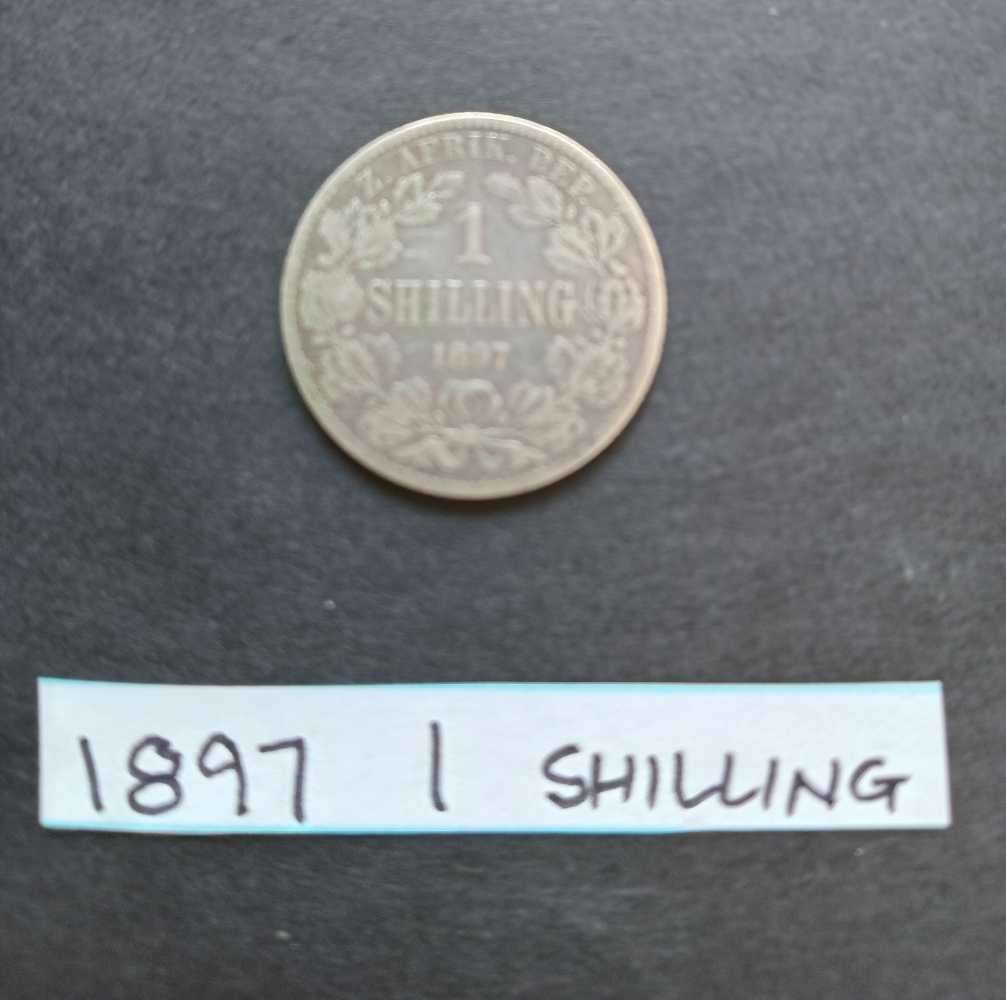 Z. AFRIK. REP.
1
SHILLING
1897
1897 1 SHILLING